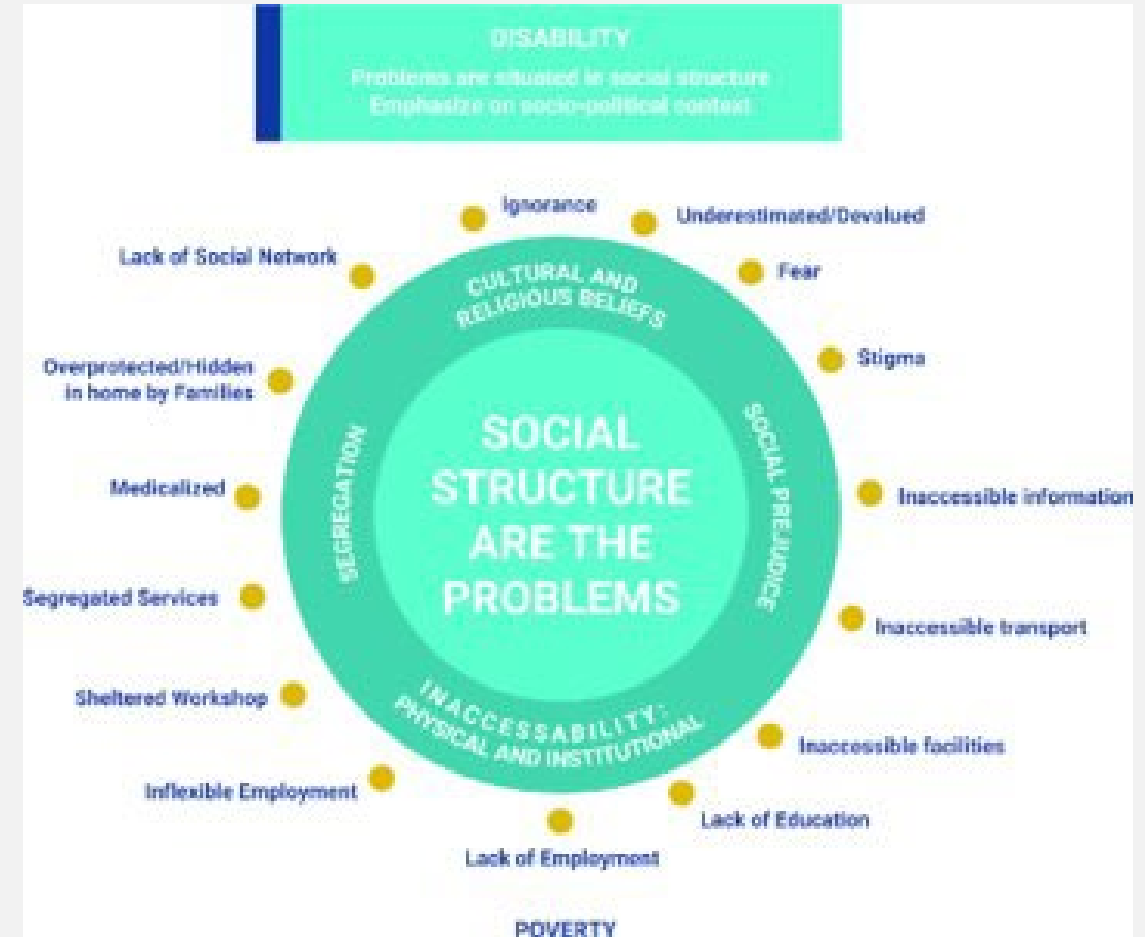 DISABILITY
Problems are situated in social structure
Emphasize on socio-political context
Ignorance
Underestimated/Devalued
Lack of Social Network
Fear
CULTURAL AND
RELIGIOUS BELIEFS
Stigma
Overprotected/Hidden
in home by Families
SOCIAL
STRUCTURE
ARE THE
PROBLEMS
SEGREGATION
SOCIAL PREJUDICE
Medicalized
Inaccessible information
Segregated Services
Inaccessible transport
Sheltered Workshop
INACCESSABILITY:
PHYSICAL AND INSTITUTIONAL
Inaccessible facilities
Inflexible Employment
Lack of Education
Lack of Employment
POVERTY